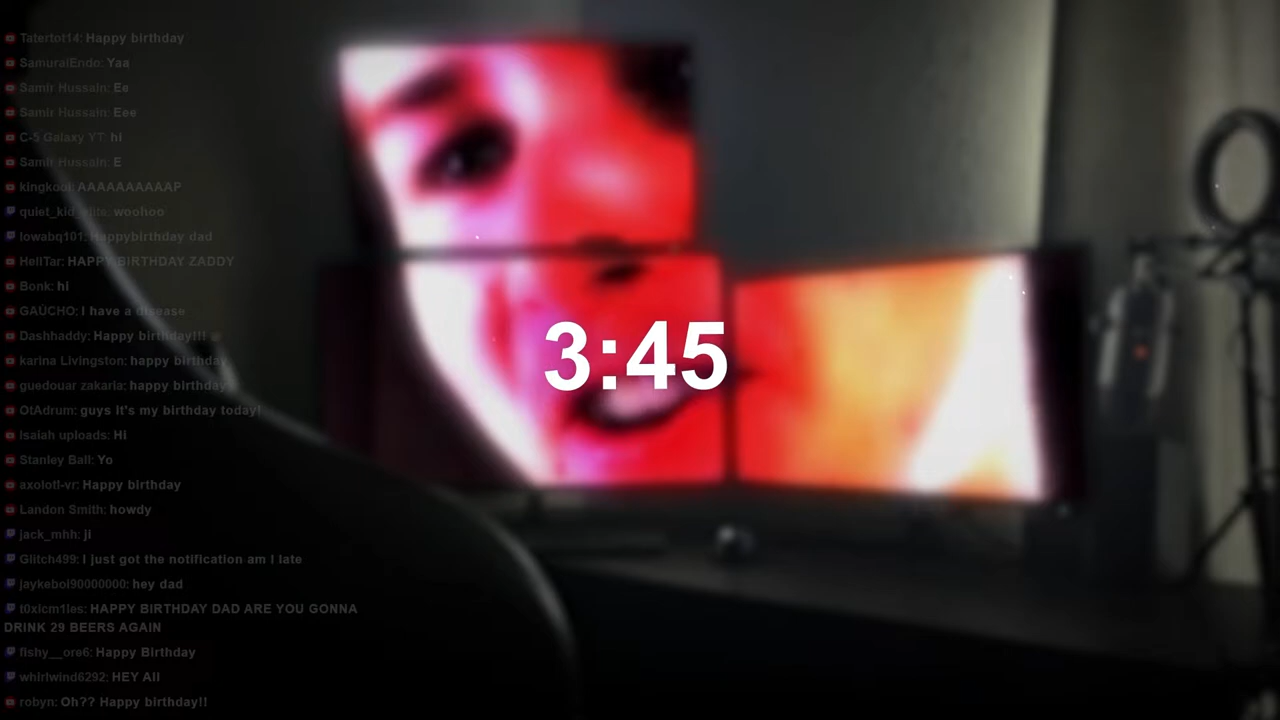 Tatertot14: Happy birthday
SamuraiEndo: Yaa
Samir Hussain: Ee
Samir Hussain: Eee
C-5 Galaxy YT: hi
Samir Hussain: E
kingkool: AAAAAAAAAAP
quiet_kid_elite: woohoo
lowabq101: Happybirthday dad
HellTar: HAPPY BIRTHDAY ZADDY
Bonk: hi
GAÚCHO: I have a disease
Dashhaddy: Happy birthday!!!
karina Livingston: happy birthday
guedouar zakaria: happy birthday
OtAdrum: guys it's my birthday today!
Isaiah uploads: Hi
Stanley Ball: Yo
axolotl-vr: Happy birthday
Landon Smith: howdy
jack_mhh: ji
Glitch499: I just got the notification am I late
jaykeboi90000000: hey dad
t0xicm1les: HAPPY BIRTHDAY DAD ARE YOU GONNA
DRINK 29 BEERS AGAIN
fishy__ore6: Happy Birthday
whirlwind6292: HEY All
robyn: Oh?? Happy birthday!!
3:45